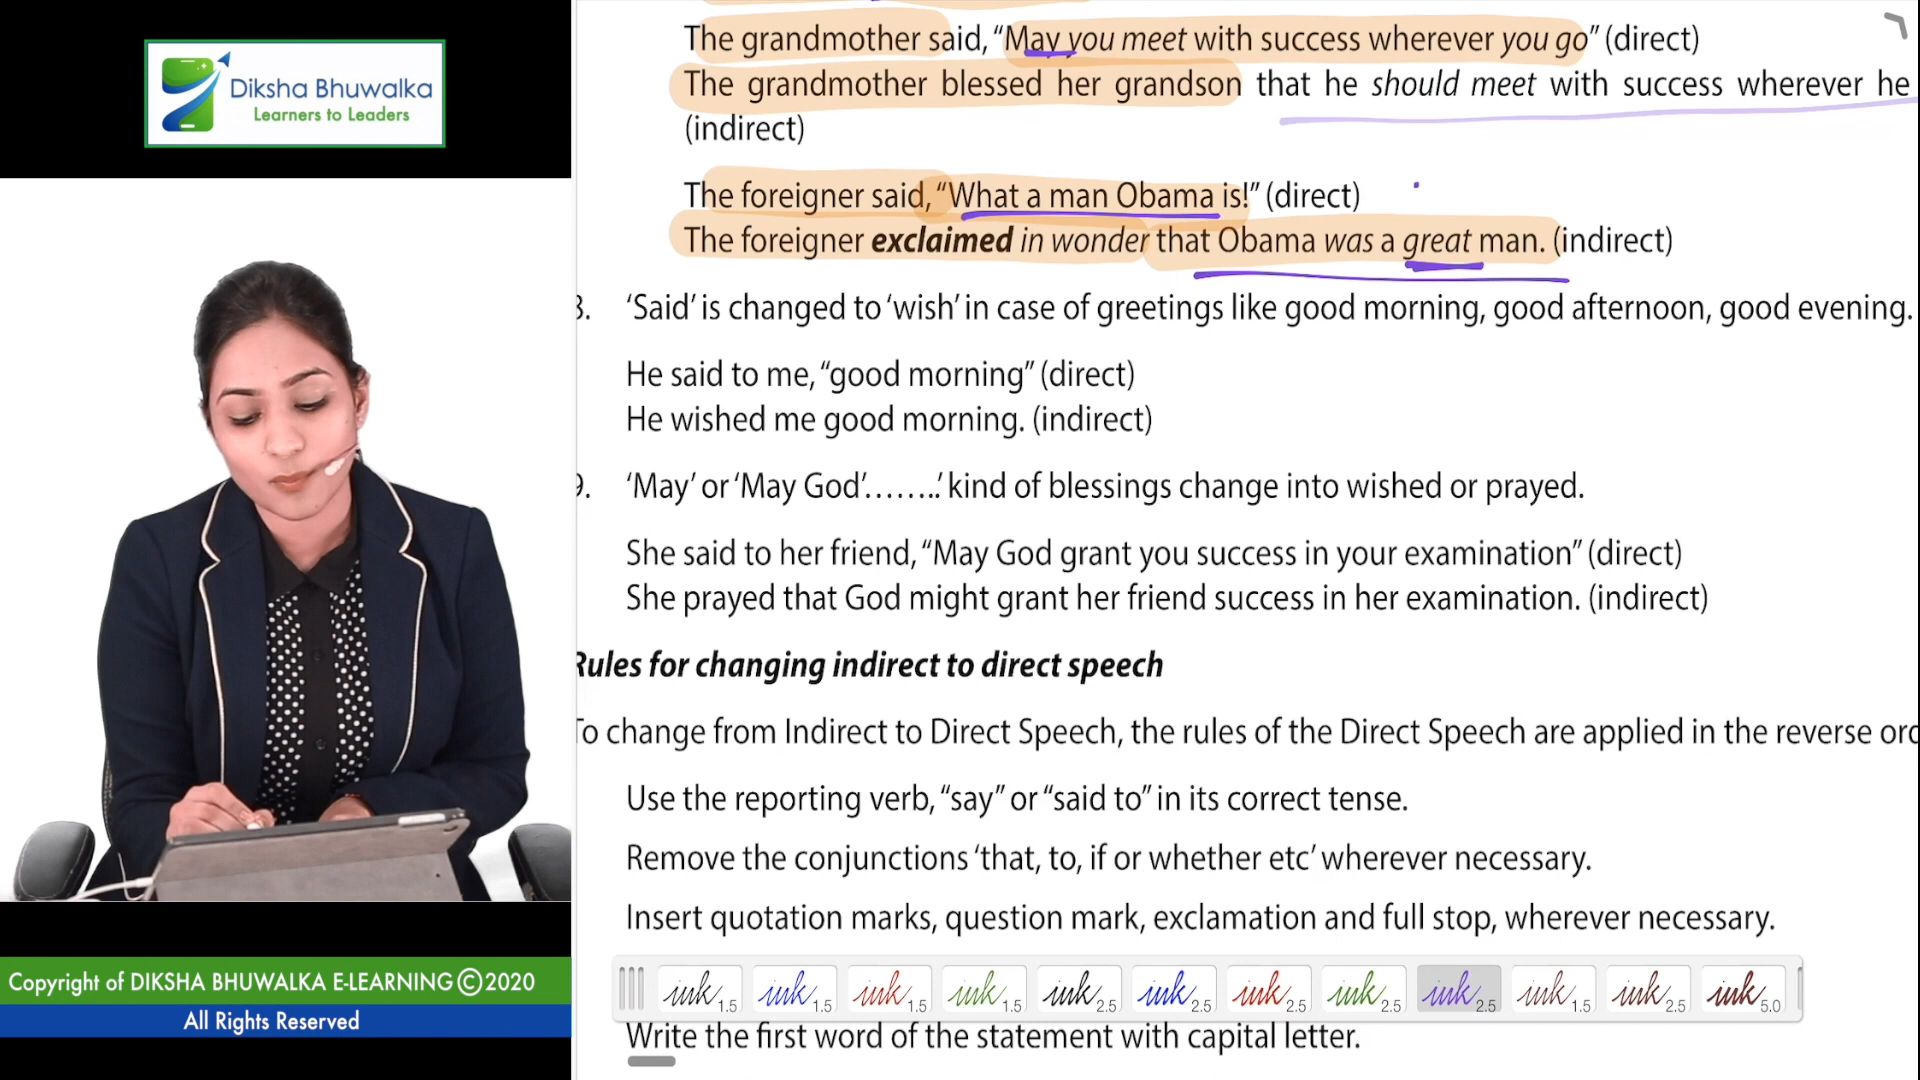 Diksha Bhuwalka
Learners to Leaders
The grandmother said, “May you meet with success wherever you go” (direct)
The grandmother blessed her grandson that he should meet with success wherever he
(indirect)
The foreigner said, “What a man Obama is!” (direct)
The foreigner exclaimed in wonder that Obama was a great man. (indirect)
‘Said’ is changed to ‘wish’ in case of greetings like good morning, good afternoon, good evening.
He said to me, “good morning” (direct)
He wished me good morning. (indirect)
9. ‘May’ or ‘May God’……..’ kind of blessings change into wished or prayed.
She said to her friend, “May God grant you success in your examination” (direct)
She prayed that God might grant her friend success in her examination. (indirect)
Rules for changing indirect to direct speech
To change from Indirect to Direct Speech, the rules of the Direct Speech are applied in the reverse
Use the reporting verb, “say” or “said to” in its correct tense.
Remove the conjunctions ‘that, to, if or whether etc’ wherever necessary.
Insert quotation marks, question mark, exclamation and full stop, wherever necessary.
ink 1.5 ink 1.5 ink 1.5 ink 1.5 ink 2.5 ink 2.5 ink 2.5 ink 2.5 ink 2.5 ink 1.5 ink 2.5 ink 5.0
Write the first word of the statement with capital letter.
Copyright of DIKSHA BHUWALKA E-LEARNING©2020
All Rights Reserved